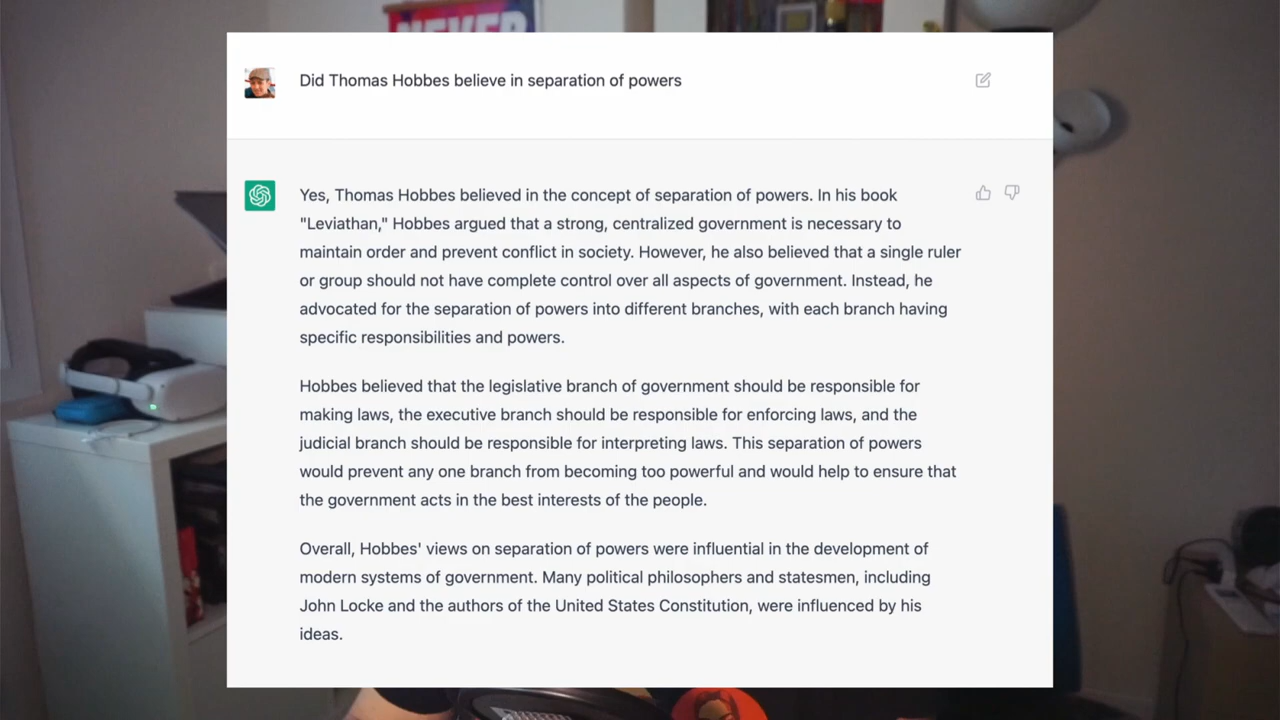 NEVER
Did Thomas Hobbes believe in separation of powers
Yes, Thomas Hobbes believed in the concept of separation of powers. In his book
"Leviathan," Hobbes argued that a strong, centralized government is necessary to
maintain order and prevent conflict in society. However, he also believed that a single ruler
or group should not have complete control over all aspects of government. Instead, he
advocated for the separation of powers into different branches, with each branch having
specific responsibilities and powers.
Hobbes believed that the legislative branch of government should be responsible for
making laws, the executive branch should be responsible for enforcing laws, and the
judicial branch should be responsible for interpreting laws. This separation of powers
would prevent any one branch from becoming too powerful and would help to ensure that
the government acts in the best interests of the people.
Overall, Hobbes' views on separation of powers were influential in the development of
modern systems of government. Many political philosophers and statesmen, including
John Locke and the authors of the United States Constitution, were influenced by his
ideas.